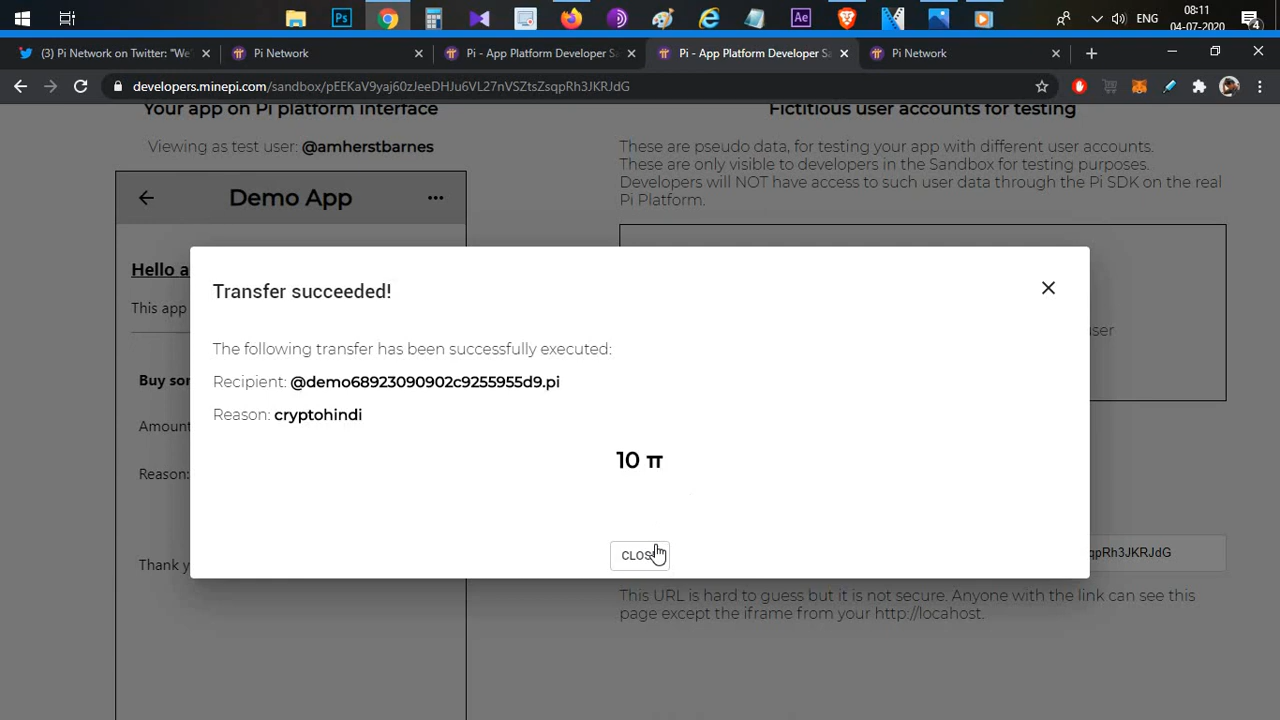 ENG
08:11
04-07-2020
4
(3) Pi Network on Twitter: "We'
Pi Network
Pi - App Platform Developer Sa
Pi - App Platform Developer Sa
Pi Network
developers.minepi.com/sandbox/pEEKaV9yaj60zJeeDHJu6VL27nVSZtsZsqpRh3JKRJdG
Your app on Pi platform interface
Viewing as test user: @amherstbarnes
Demo App
Hello a
This app
Buy so
Amount
Reason:
Thank y
Fictitious user accounts for testing
These are pseudo data, for testing your app with different user accounts.
These are only visible to developers in the Sandbox for testing purposes.
Developers will NOT have access to such user data through the Pi SDK on the real
Pi Platform.
user
Transfer succeeded!
The following transfer has been successfully executed:
Recipient: @demo68923090902c9255955d9.pi
Reason: cryptohindi
10 π
CLOSE
qpRh3JKRJdG
This URL is hard to guess but it is not secure. Anyone with the link can see this
page except the iframe from your http://locahost.